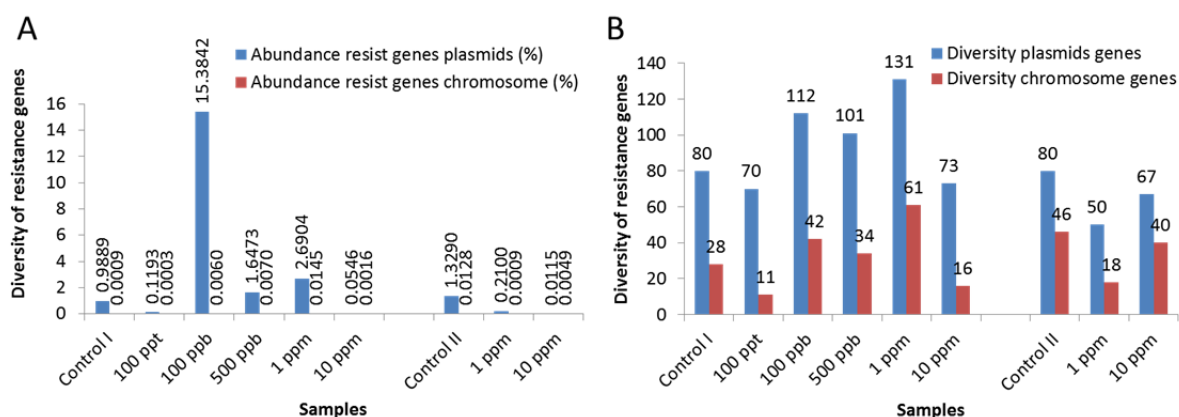 A
Abundance resist genes plasmids (%)
Abundance resist genes chromosome (%)
Diversity of resistance genes
16
14
12
10
8
6
4
2
0
0.9889
0.0009
0.1193
0.0003
15.3842
0.0060
1.6473
0.0070
2.6904
0.0145
0.0546
0.0016
1.3290
0.0128
0.2100
0.0009
0.0115
0.0049
Control I
100 ppt
100 ppb
500 ppb
1 ppm
10 ppm
Control II
1 ppm
10 ppm
Samples
B
Diversity plasmids genes
Diversity chromosome genes
Diversity of resistance genes
140
120
100
80
60
40
20
0
80
28
70
11
112
42
101
34
131
61
73
16
80
46
50
18
67
40
Control I
100 ppt
100 ppb
500 ppb
1 ppm
10 ppm
Control II
1 ppm
10 ppm
Samples